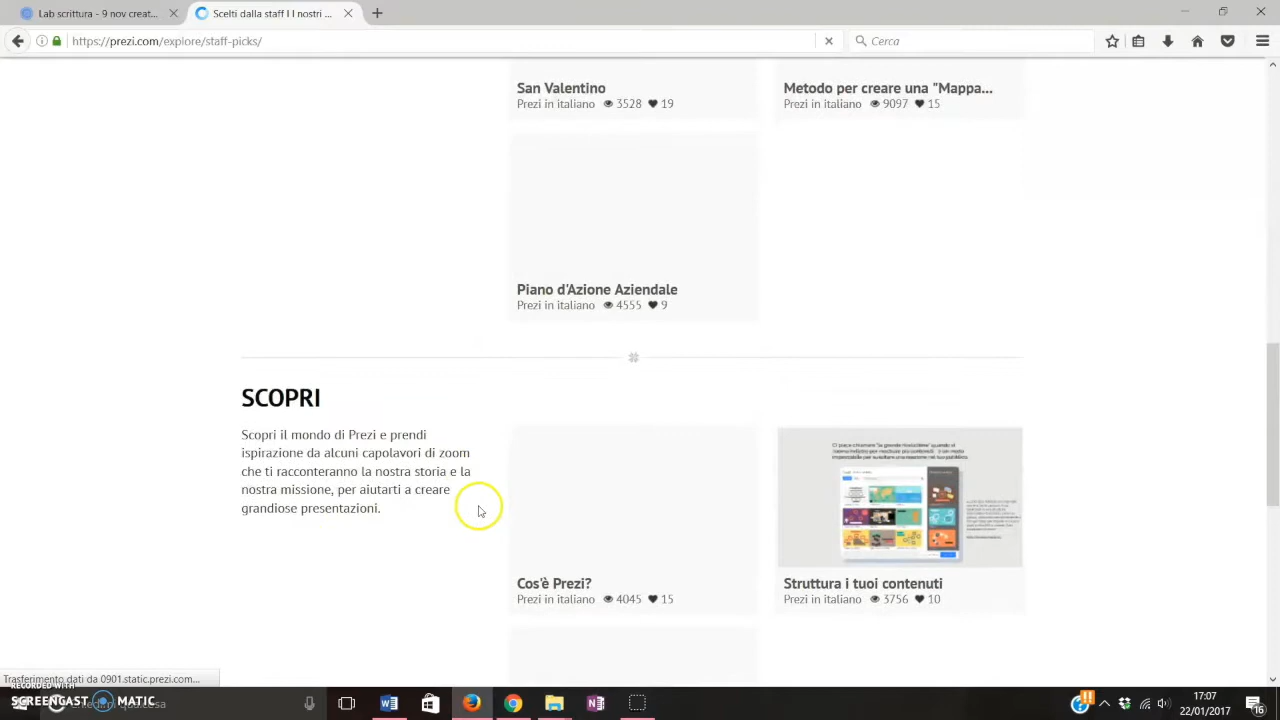 Lab scrittura - 9 nov creat...
Scelti dalla staff I I nostri ...
https://prezi.com/explore/staff-picks/
Cerca
San Valentino
Prezi in italiano 3528 19
Metodo per creare una "Mappa...
Prezi in italiano 9097 15
Piano d'Azione Aziendale
Prezi in italiano 4555 9
SCOPRI
Scopri il mondo di Prezi e prendi
ispirazione da alcuni capolavori di zoom
che ti racconteranno la nostra storia e la
nostra missione, per aiutarti a creare
grandiose presentazioni.
Cos'è Prezi?
Prezi in italiano 4045 15
Struttura i tuoi contenuti
Prezi in italiano 3756 10
Trasferimento dati da 0901.static.prezi.com...
SCREENCAST MATIC
17:07
22/01/2017
16